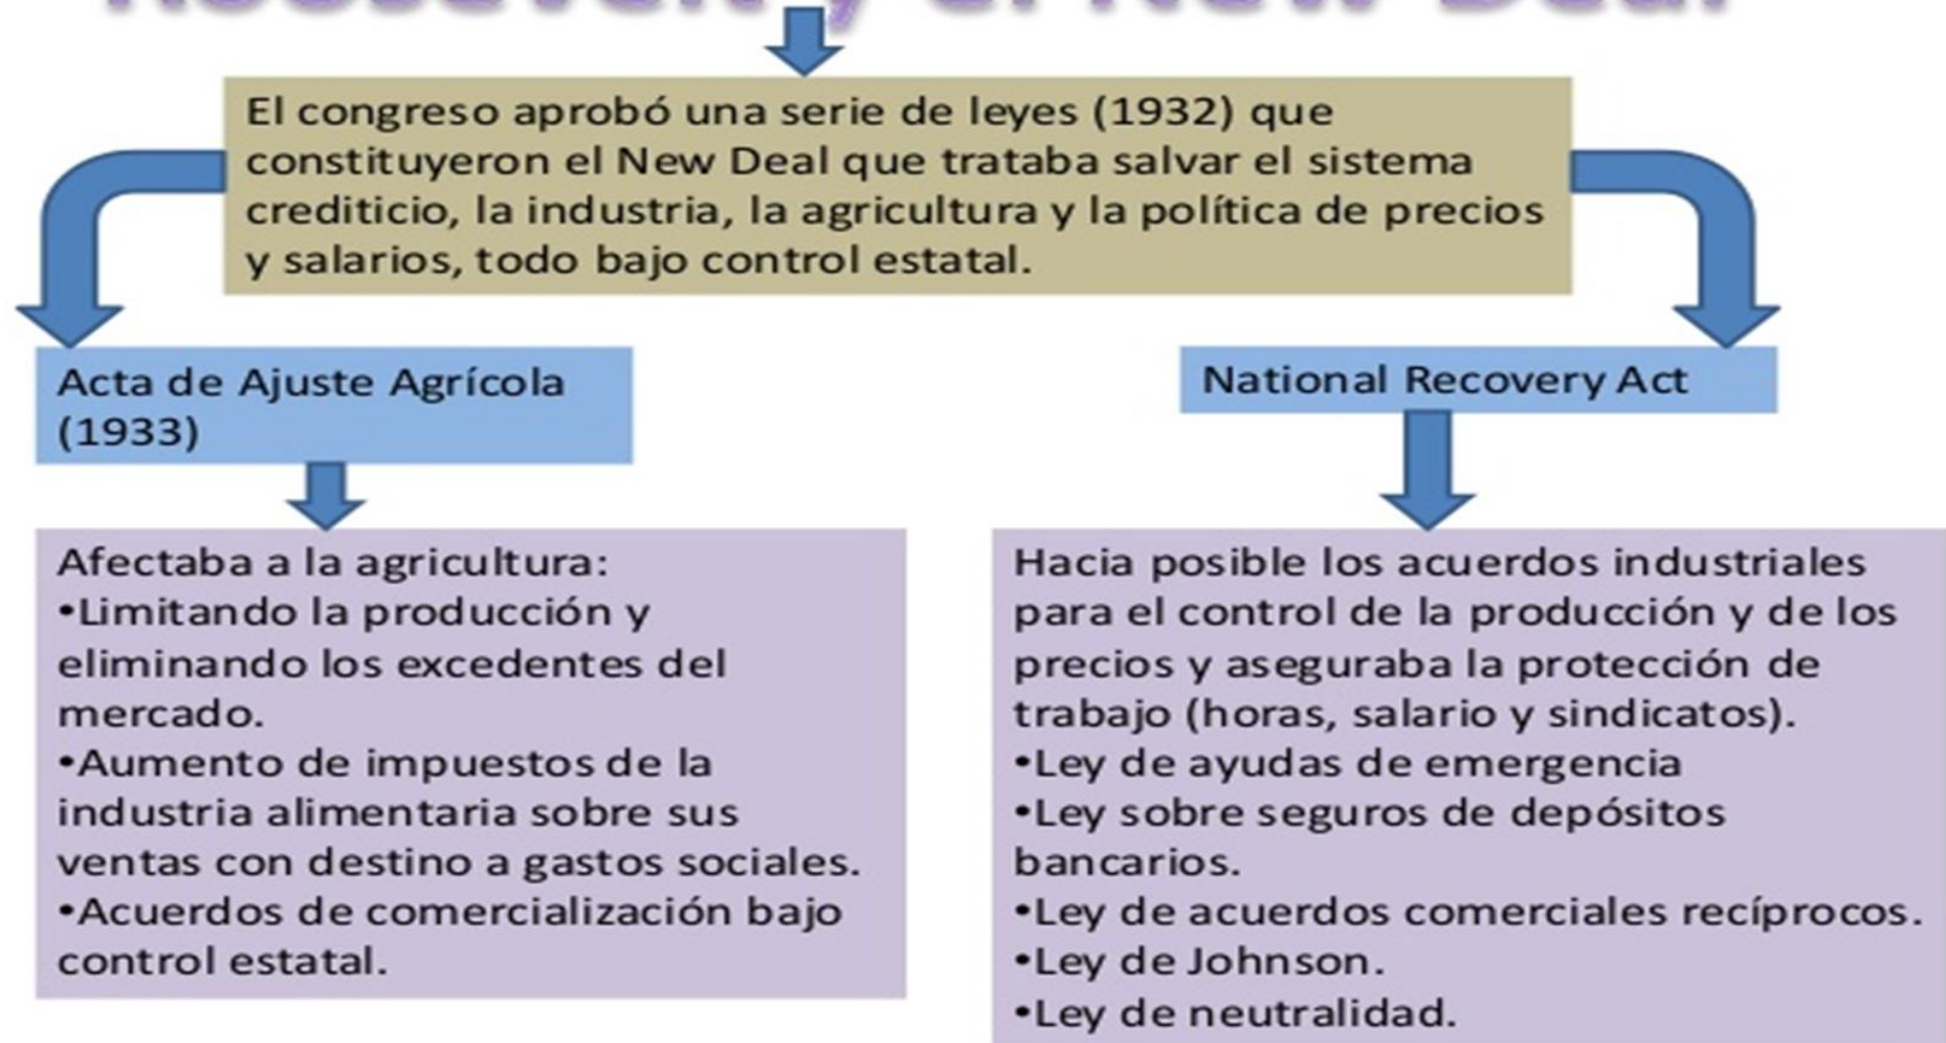 y el New Deal
El congreso aprobó una serie de leyes (1932) que
constituyeron el New Deal que trataba salvar el sistema
crediticio, la industria, la agricultura y la política de precios
y salarios, todo bajo control estatal.
Acta de Ajuste Agrícola
(1933)
National Recovery Act
Afectaba a la agricultura:
•Limitando la producción y
eliminando los excedentes del
mercado.
•Aumento de impuestos de la
industria alimentaria sobre sus
ventas con destino a gastos sociales.
•Acuerdos de comercialización bajo
control estatal.
Hacia posible los acuerdos industriales
para el control de la producción y de los
precios y aseguraba la protección de
trabajo (horas, salario y sindicatos).
•Ley de ayudas de emergencia
•Ley sobre seguros de depósitos
bancarios.
•Ley de acuerdos comerciales recíprocos.
•Ley de Johnson.
•Ley de neutralidad.